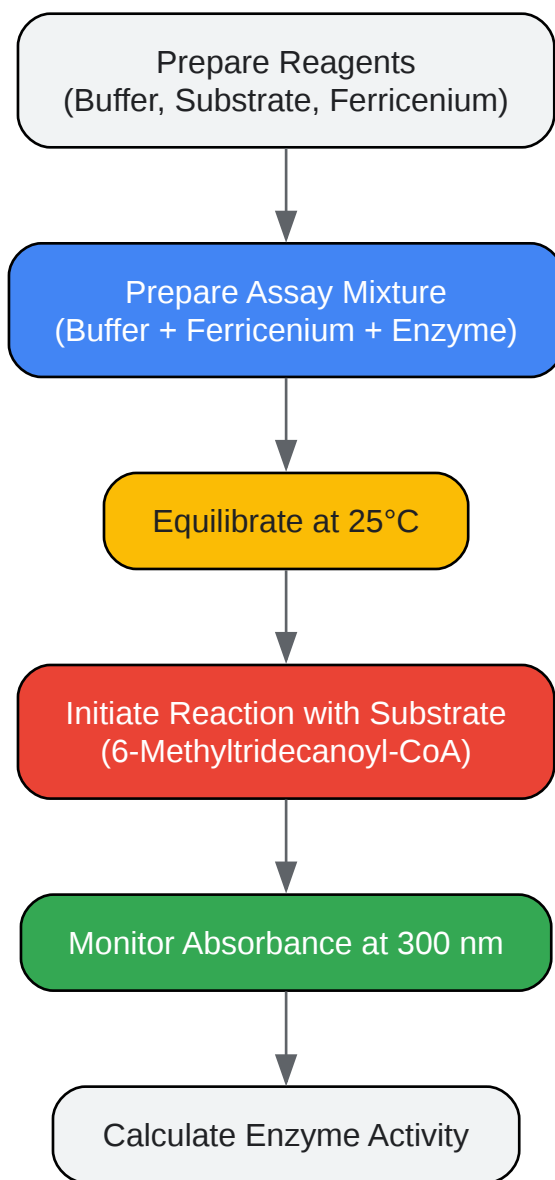 Prepare Reagents
(Buffer, Substrate, Ferricenium)
Prepare Assay Mixture
(Buffer + Ferricenium + Enzyme)
Equilibrate at 25°C
Initiate Reaction with Substrate
(6-Methyltridecanoyl-CoA)
Monitor Absorbance at 300 nm
Calculate Enzyme Activity